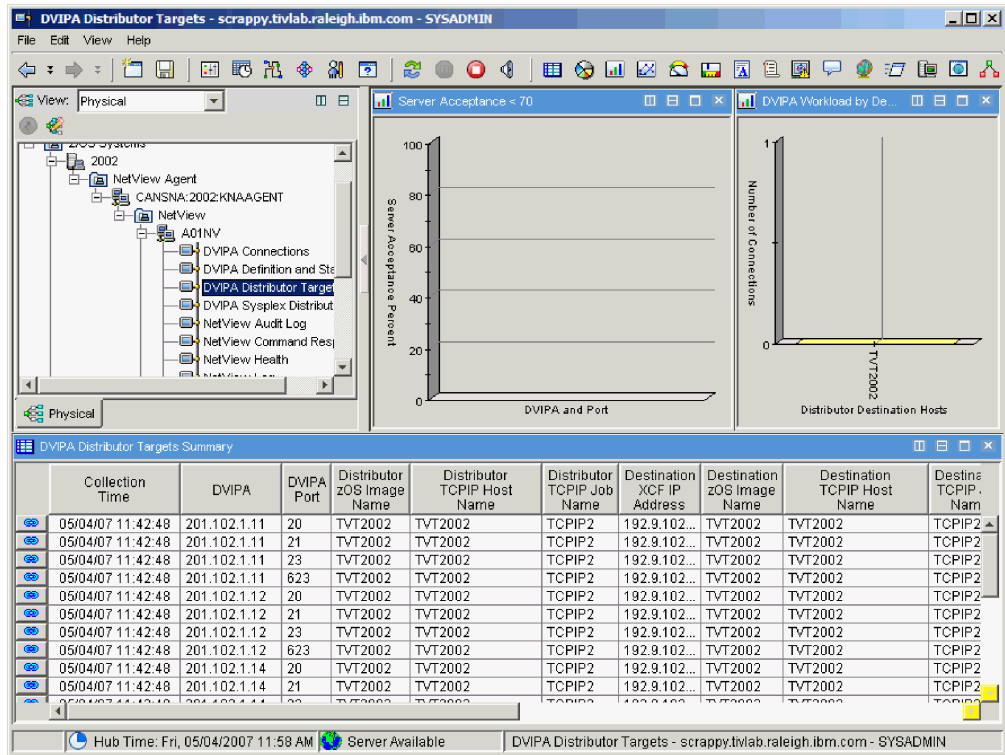 DVIPA Distributor Targets - scrappy.tivlab.raleigh.ibm.com - SYSADMIN
File Edit View Help
View: Physical
z/OS Systems
2002
NetView Agent
CANSNA:2002:KNAAGENT
NetView
A01NV
DVIPA Connections
DVIPA Definition and Sta
DVIPA Distributor Target
DVIPA Sysplex Distribut
NetView Audit Log
NetView Command Resp
NetView Health
NetView Log
Physical
Server Acceptance < 70
100
80
60
40
20
0
Server Acceptance Percent
DVIPA and Port
DVIPA Workload by De...
1
0
Number of Connections
TVT2002
Distributor Destination Hosts
DVIPA Distributor Targets Summary
Collection Time DVIPA DVIPA Port Distributor zOS Image Name Distributor TCPIP Host Name Distributor TCPIP Job Name Destination XCF IP Address Destination zOS Image Name Destination TCPIP Host Name Destina TCPIP Nam
05/04/07 11:42:48 201.102.1.11 20 TVT2002 TVT2002 TCPIP2 192.9.102... TVT2002 TVT2002 TCPIP2
05/04/07 11:42:48 201.102.1.11 21 TVT2002 TVT2002 TCPIP2 192.9.102... TVT2002 TVT2002 TCPIP2
05/04/07 11:42:48 201.102.1.11 23 TVT2002 TVT2002 TCPIP2 192.9.102... TVT2002 TVT2002 TCPIP2
05/04/07 11:42:48 201.102.1.11 623 TVT2002 TVT2002 TCPIP2 192.9.102... TVT2002 TVT2002 TCPIP2
05/04/07 11:42:48 201.102.1.12 20 TVT2002 TVT2002 TCPIP2 192.9.102... TVT2002 TVT2002 TCPIP2
05/04/07 11:42:48 201.102.1.12 21 TVT2002 TVT2002 TCPIP2 192.9.102... TVT2002 TVT2002 TCPIP2
05/04/07 11:42:48 201.102.1.12 23 TVT2002 TVT2002 TCPIP2 192.9.102... TVT2002 TVT2002 TCPIP2
05/04/07 11:42:48 201.102.1.12 623 TVT2002 TVT2002 TCPIP2 192.9.102... TVT2002 TVT2002 TCPIP2
05/04/07 11:42:48 201.102.1.14 20 TVT2002 TVT2002 TCPIP2 192.9.102... TVT2002 TVT2002 TCPIP2
05/04/07 11:42:48 201.102.1.14 21 TVT2002 TVT2002 TCPIP2 192.9.102... TVT2002 TVT2002 TCPIP2
Hub Time: Fri, 05/04/2007 11:58 AM Server Available DVIPA Distributor Targets - scrappy.tivlab.raleigh.ibm.com - SYSADMIN